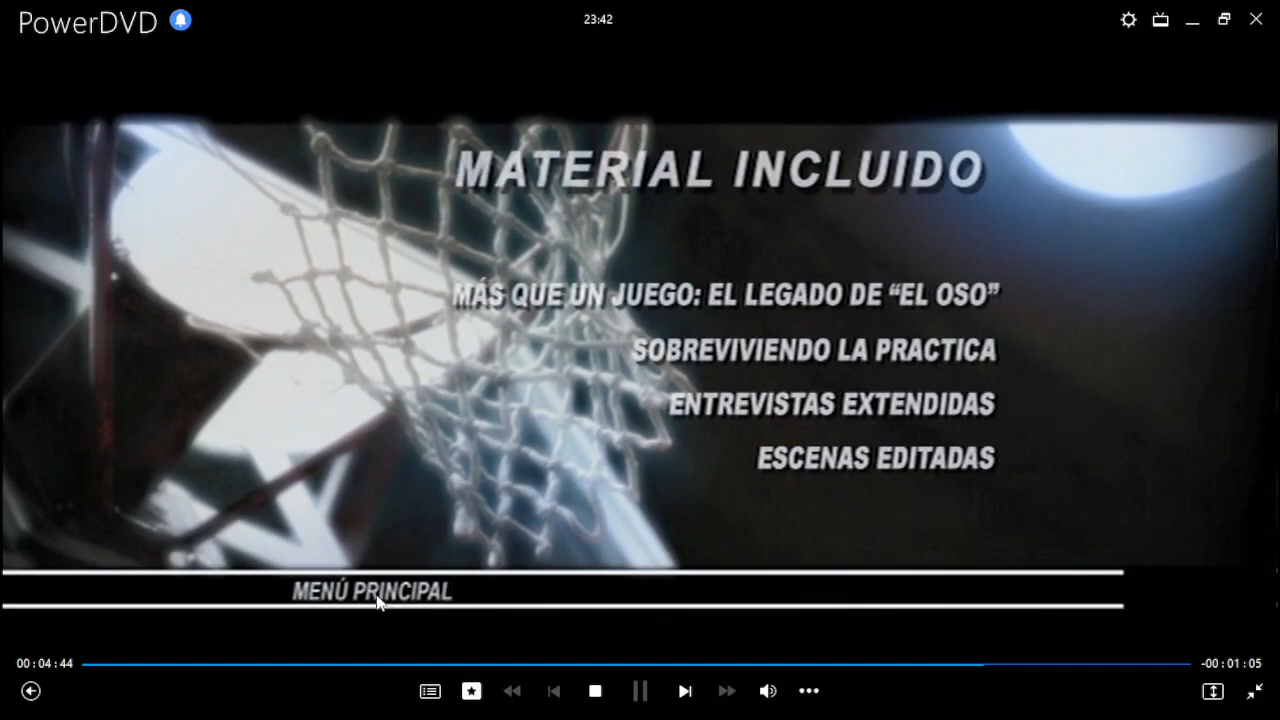 PowerDVD
23:42
MATERIAL INCLUIDO
MÁS QUE UN JUEGO: EL LEGADO DE “EL OSO”
SOBREVIVIENDO LA PRACTICA
ENTREVISTAS EXTENDIDAS
ESCENAS EDITADAS
MENÚ PRINCIPAL
00:04:44
-00:01:05